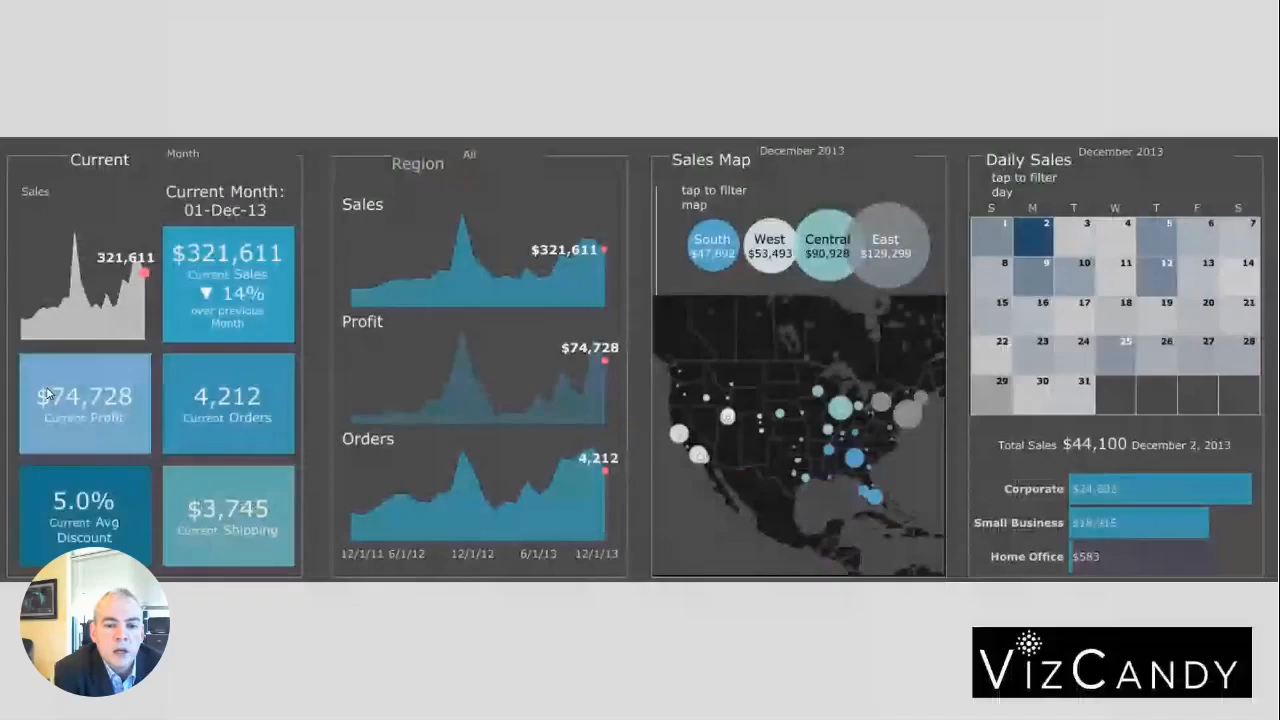 Current
Month
Sales
Current Month:
01-Dec-13
321,611
$321,611
Current Sales
▼ 14%
over previous
Month
$74,728
Current Profit
4,212
Current Orders
5.0%
Current Avg
Discount
$3,745
Current Shipping
Region
All
Sales
$321,611
Profit
$74,728
Orders
4,212
12/1/11 6/1/12 12/1/12 6/1/13 12/1/13
Sales Map
December 2013
tap to filter
map
South
$47,892
West
$53,493
Central
$90,928
East
$129,299
Daily Sales
December 2013
tap to filter
day
S M T W T F S
1 2 3 4 5 6 7
8 9 10 11 12 13 14
15 16 17 18 19 20 21
22 23 24 25 26 27 28
29 30 31
Total Sales $44,100 December 2, 2013
Corporate
Small Business
Home Office $583
VIZCANDY